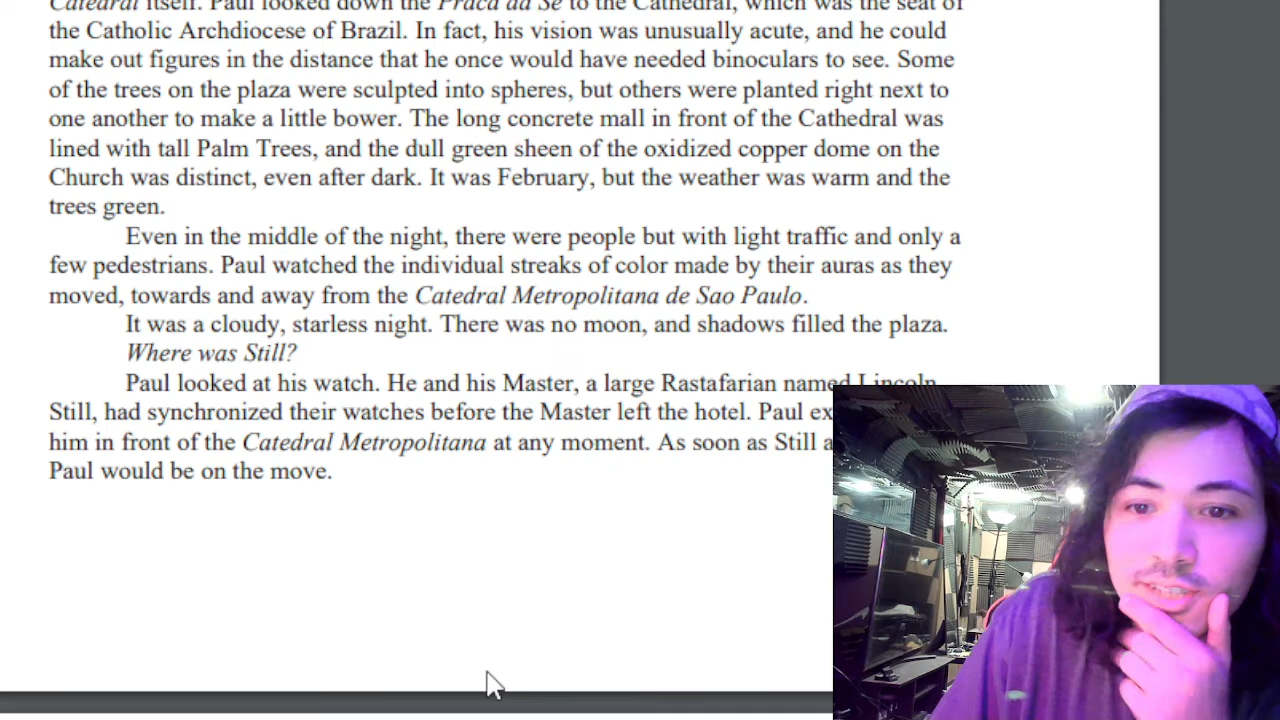 Catedral itself. Paul looked down the Praca da Se to the Cathedral, which was the seat of
the Catholic Archdiocese of Brazil. In fact, his vision was unusually acute, and he could
make out figures in the distance that he once would have needed binoculars to see. Some
of the trees on the plaza were sculpted into spheres, but others were planted right next to
one another to make a little bower. The long concrete mall in front of the Cathedral was
lined with tall Palm Trees, and the dull green sheen of the oxidized copper dome on the
Church was distinct, even after dark. It was February, but the weather was warm and the
trees green.
Even in the middle of the night, there were people but with light traffic and only a
few pedestrians. Paul watched the individual streaks of color made by their auras as they
moved, towards and away from the Catedral Metropolitana de Sao Paulo.
It was a cloudy, starless night. There was no moon, and shadows filled the plaza.
Where was Still?
Paul looked at his watch. He and his Master, a large Rastafarian named Lincoln
Still, had synchronized their watches before the Master left the hotel. Paul ex
him in front of the Catedral Metropolitana at any moment. As soon as Still a
Paul would be on the move.